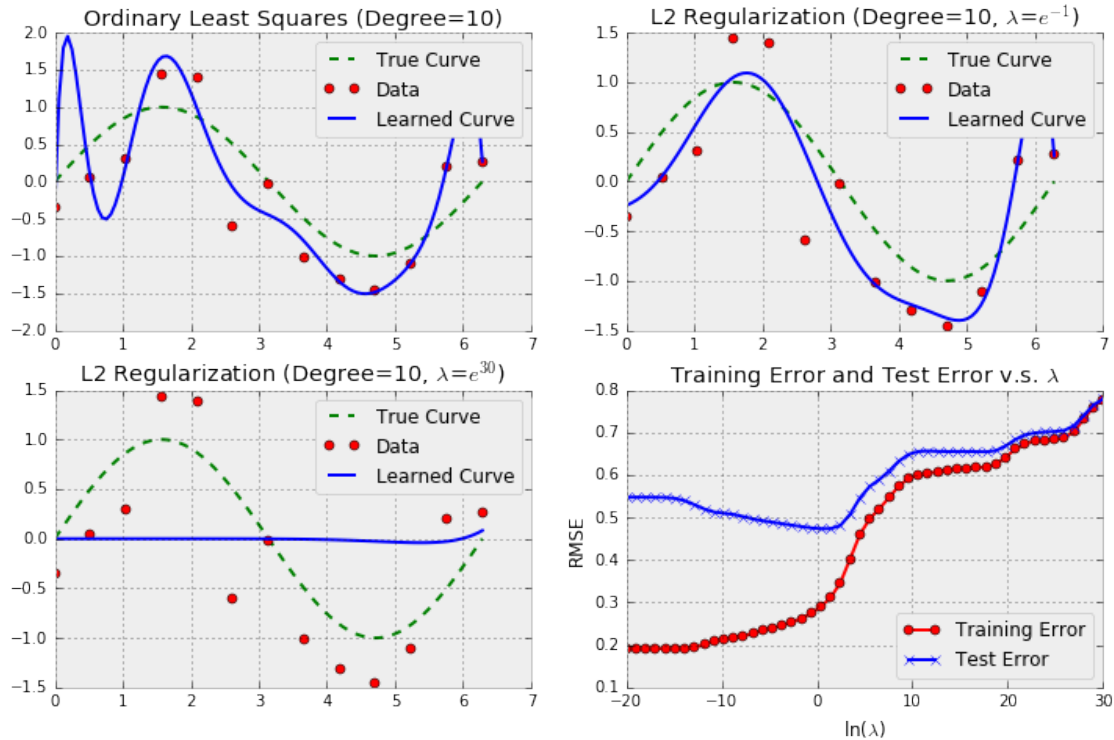 Ordinary Least Squares (Degree=10)
2.0
1.5
1.0
0.5
0.0
−0.5
−1.0
−1.5
−2.0
0 1 2 3 4 5 6 7
True Curve
Data
Learned Curve
L2 Regularization (Degree=10, λ=e⁻¹)
1.5
1.0
0.5
0.0
−0.5
−1.0
−1.5
0 1 2 3 4 5 6 7
True Curve
Data
Learned Curve
L2 Regularization (Degree=10, λ=e³⁰)
1.5
1.0
0.5
0.0
−0.5
−1.0
−1.5
0 1 2 3 4 5 6 7
True Curve
Data
Learned Curve
Training Error and Test Error v.s. λ
0.8
0.7
0.6
0.5
0.4
0.3
0.2
0.1
RMSE
−20 −10 0 10 20 30
ln(λ)
Training Error
Test Error